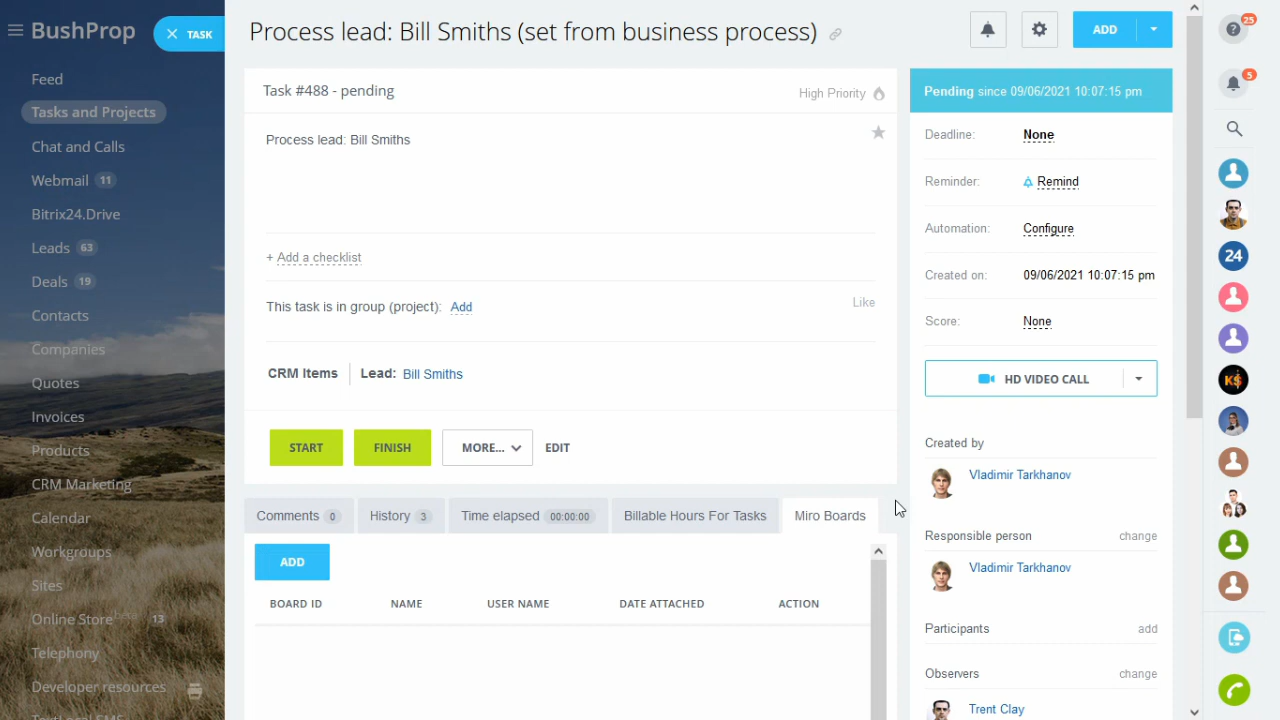 BushProp
TASK
Feed
Tasks and Projects
Chat and Calls
Webmail 11
Bitrix24.Drive
Leads 63
Deals 19
Contacts
Companies
Quotes
Invoices
Products
CRM Marketing
Calendar
Workgroups
Sites
Online Store beta 13
Telephony
Developer resources
Process lead: Bill Smiths (set from business process)
ADD
Task #488 - pending
High Priority
Process lead: Bill Smiths
+ Add a checklist
This task is in group (project): Add
Like
CRM Items Lead: Bill Smiths
START FINISH MORE... EDIT
Comments 0 History 3 Time elapsed 00:00:00 Billable Hours For Tasks Miro Boards
ADD
BOARD ID NAME USER NAME DATE ATTACHED ACTION
Pending since 09/06/2021 10:07:15 pm
Deadline: None
Reminder: Remind
Automation: Configure
Created on: 09/06/2021 10:07:15 pm
Score: None
HD VIDEO CALL
Created by
Vladimir Tarkhanov
Responsible person change
Vladimir Tarkhanov
Participants add
Observers change
Trent Clay
25
5
24
K$